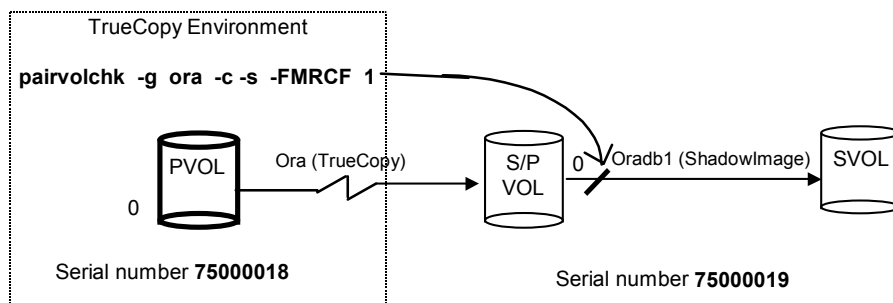 TrueCopy Environment
pairvolchk -g ora -c -s -FMRCF 1
PVOL
Ora (TrueCopy)
S/P
VOL
0
Oradb1 (ShadowImage)
SVOL
0
Serial number 75000018
Serial number 75000019